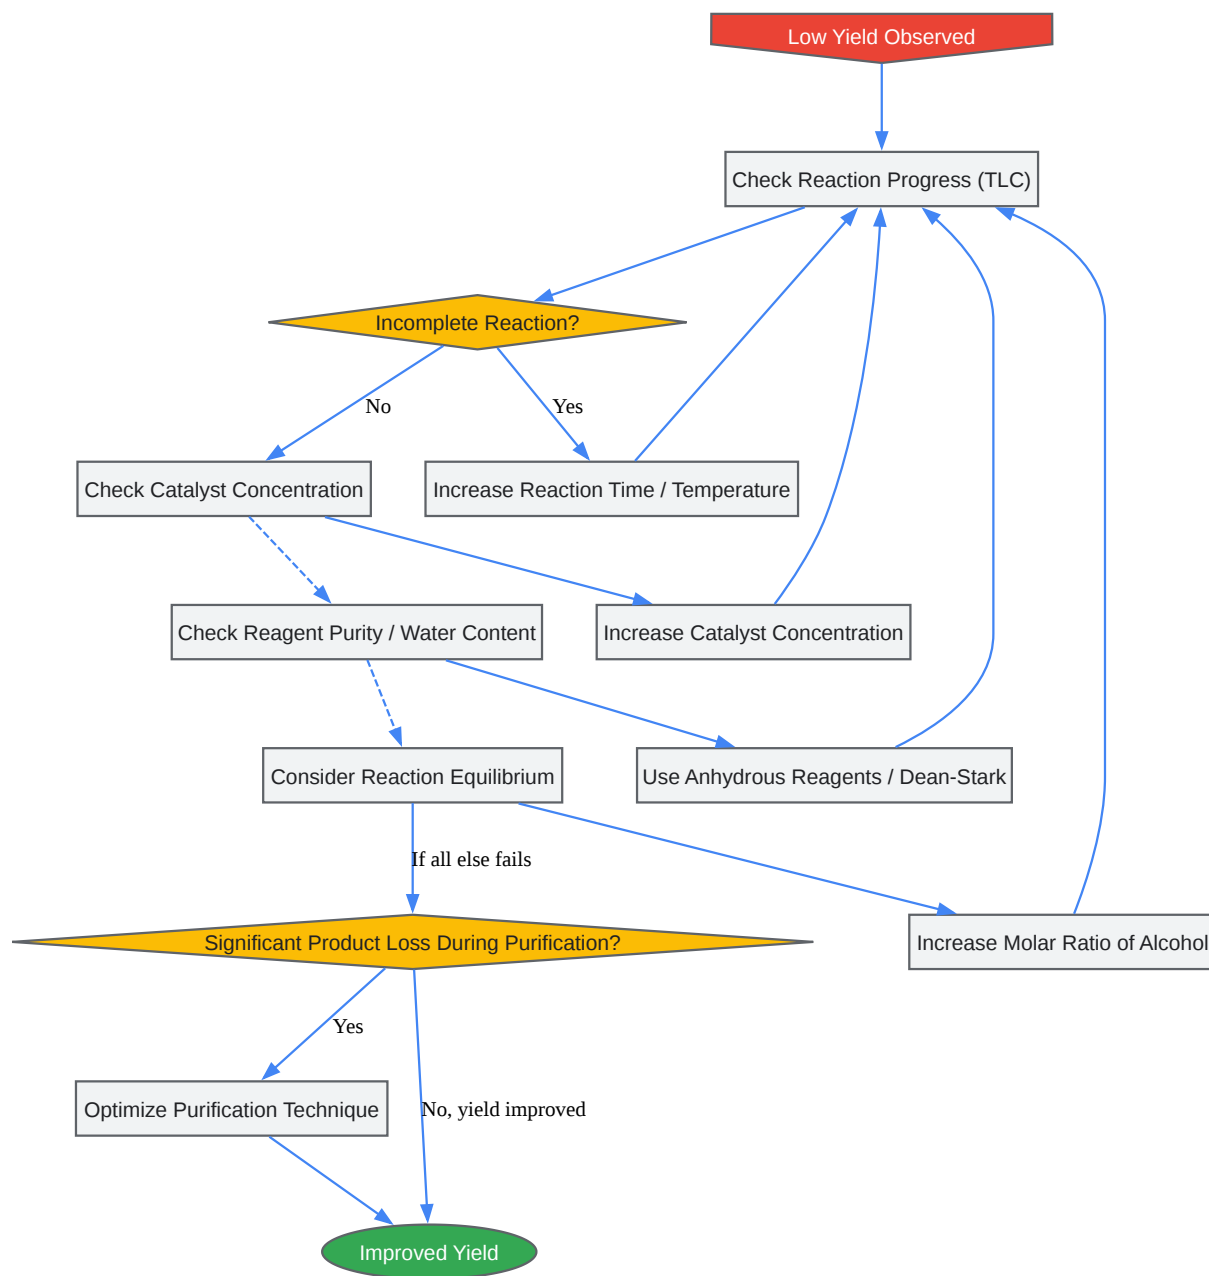 Low Yield Observed
Check Reaction Progress (TLC)
Incomplete Reaction?
No
Yes
Check Catalyst Concentration
Increase Reaction Time / Temperature
Check Reagent Purity / Water Content
Increase Catalyst Concentration
Consider Reaction Equilibrium
Use Anhydrous Reagents / Dean-Stark
If all else fails
Significant Product Loss During Purification?
Increase Molar Ratio of Alcohol
Yes
Optimize Purification Technique
No, yield improved
Improved Yield